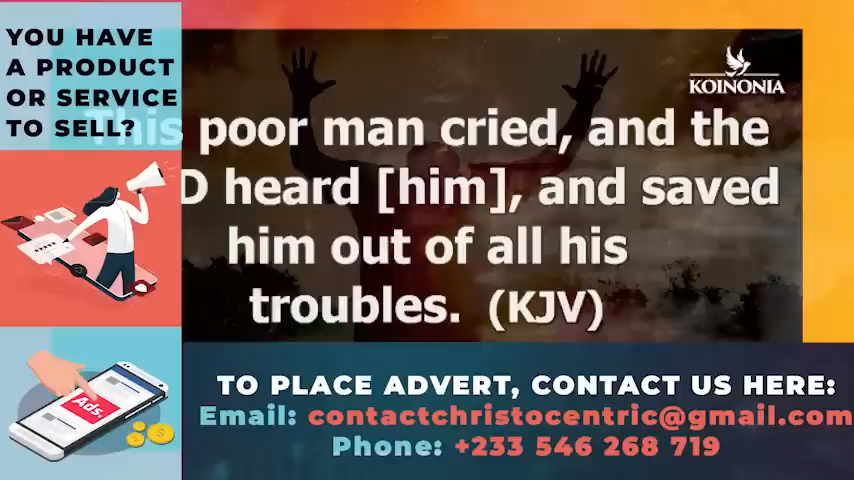 YOU HAVE
A PRODUCT
OR SERVICE
TO SELL?
KOINONIA
This poor man cried, and the
D heard [him], and saved
him out of all his
troubles. (KJV)
Ads.
TO PLACE ADVERT, CONTACT US HERE:
Email: contactchristocentric@gmail.com
Phone: +233 546 268 719